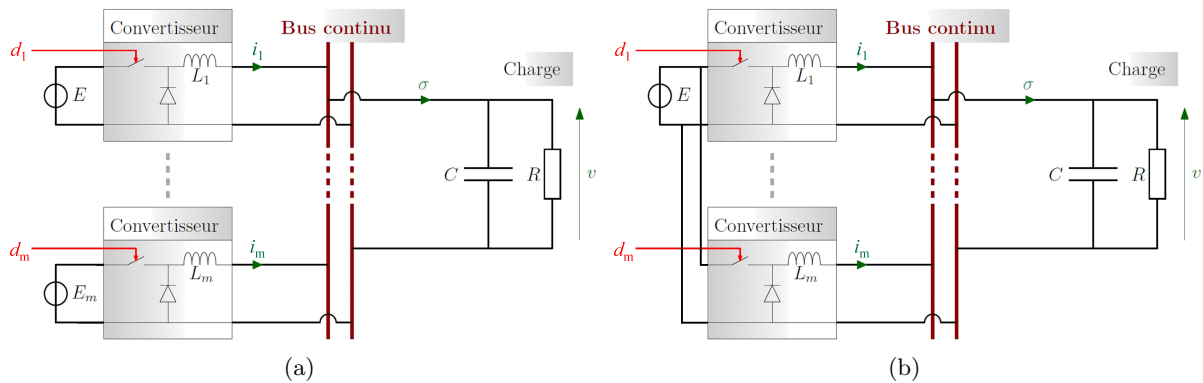 Convertisseur
Bus continu
d₁
i₁
L₁
E
Charge
σ
C
R
v
Convertisseur
dₘ
iₘ
Lₘ
Eₘ
(a)
Convertisseur
Bus continu
d₁
i₁
L₁
E
Charge
σ
C
R
v
Convertisseur
dₘ
iₘ
Lₘ
(b)